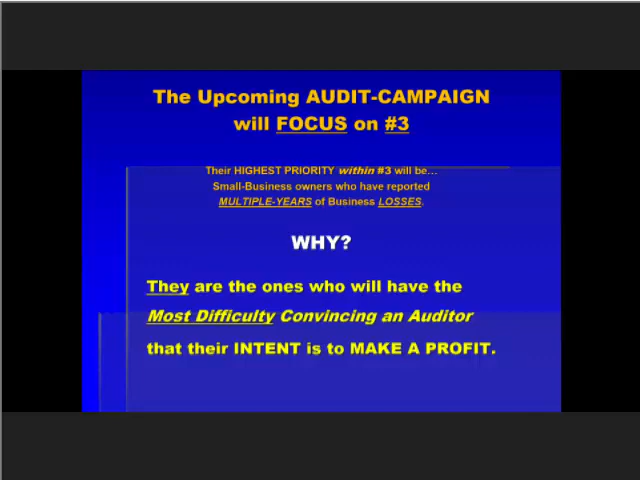 The Upcoming AUDIT-CAMPAIGN
will FOCUS on #3
Their HIGHEST PRIORITY within #3 will be...
Small-Business owners who have reported
MULTIPLE-YEARS of Business LOSSES.
WHY?
They are the ones who will have the
Most Difficulty Convincing an Auditor
that their INTENT is to MAKE A PROFIT.